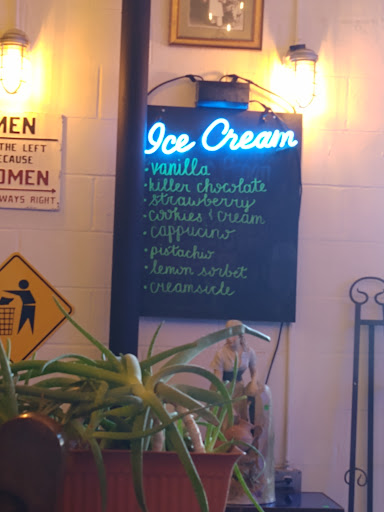 MEN
THE LEFT
ECAUSE
OMEN
WAYS RIGHT
Ice Cream
· vanilla
· killer chocolate
· strawberry
· cookies & cream
· cappucino
· pistachio
· lemon sorbet
· creamsicle